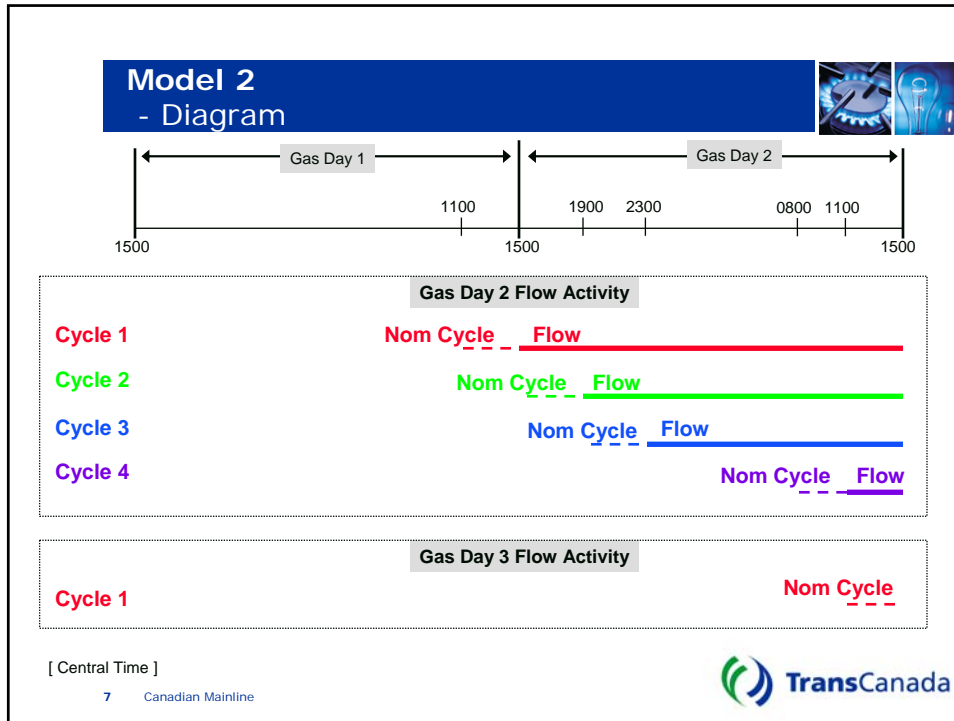 Model 2
- Diagram
Gas Day 1
Gas Day 2
1100
1900 2300
0800 1100
1500
1500
1500
Gas Day 2 Flow Activity
Cycle 1
Nom Cycle Flow
Cycle 2
Nom Cycle Flow
Cycle 3
Nom Cycle Flow
Cycle 4
Nom Cycle Flow
Gas Day 3 Flow Activity
Cycle 1
Nom Cycle
[ Central Time ]
7 Canadian Mainline
TransCanada